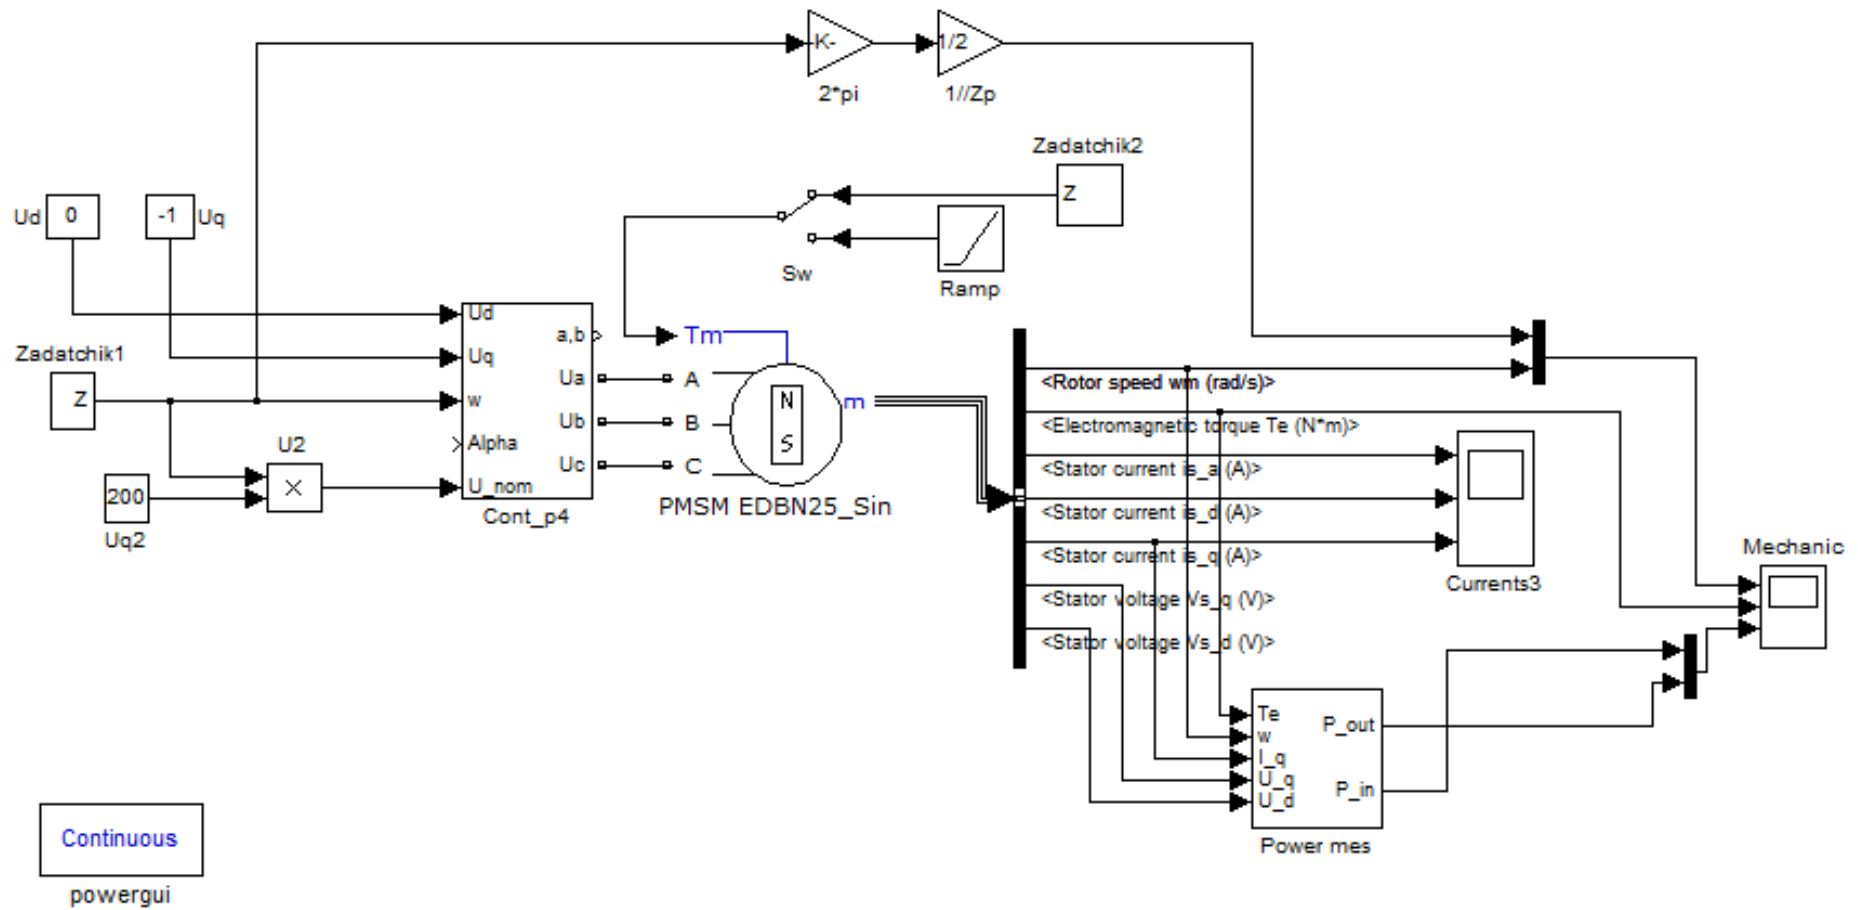 -K-
2*pi
1/2
1//Zp
Zadatchik2
Z
Ud
0
-1
Uq
Sw
Ramp
Zadatchik1
Z
U2
×
200
Uq2
Ud
Uq
w
Alpha
U_nom
a,b
Ua
Ub
Uc
Cont_p4
Tm
A
B
C
N
S
m
PMSM EDBN25_Sin
<Rotor speed wm (rad/s)>
<Electromagnetic torque Te (N*m)>
<Stator current is_a (A)>
<Stator current is_d (A)>
<Stator current is_q (A)>
<Stator voltage Vs_q (V)>
<Stator voltage Vs_d (V)>
Currents3
Mechanic
Te
w
I_q
U_q
U_d
P_out
P_in
Power mes
Continuous
powergui